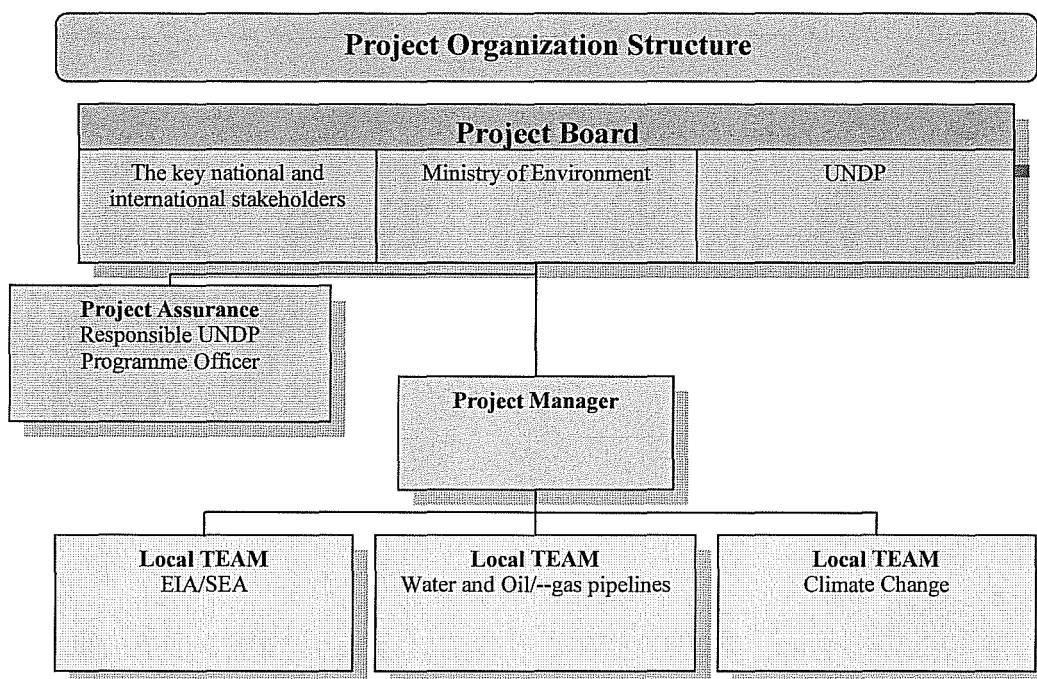 Project Organization Structure
Project Board
The key national and
international stakeholders
Ministry of Environment
UNDP
Project Assurance
Responsible UNDP
Programme Officer
Project Manager
Local TEAM
EIA/SEA
Local TEAM
Water and Oil/--gas pipelines
Local TEAM
Climate Change